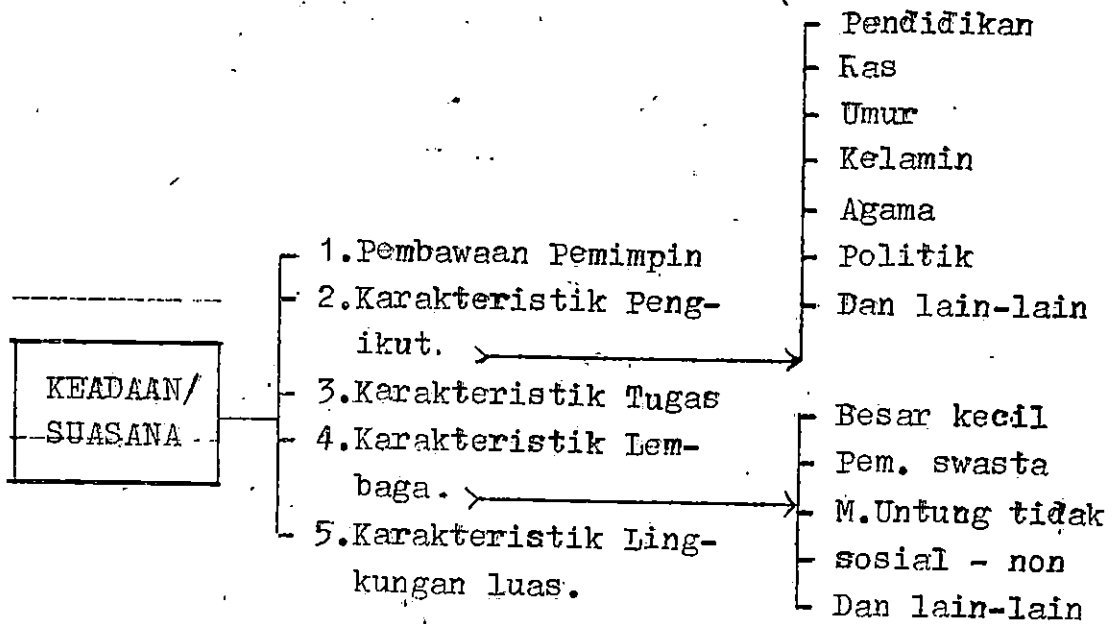 KEADAAN/
SUASANA
1.Pembawaan Pemimpin
2.Karakteristik Peng-
ikut.
3.Karakteristik Tugas
4.Karakteristik Lem-
baga.
5.Karakteristik Ling-
kungan luas.
- Pendidikan
- Ras
- Umur
- Kelamin
- Agama
- Politik
- Dan lain-lain
- Besar kecil
- Pem. swasta
- M.Untung tidak
- sosial - non
- Dan lain-lain